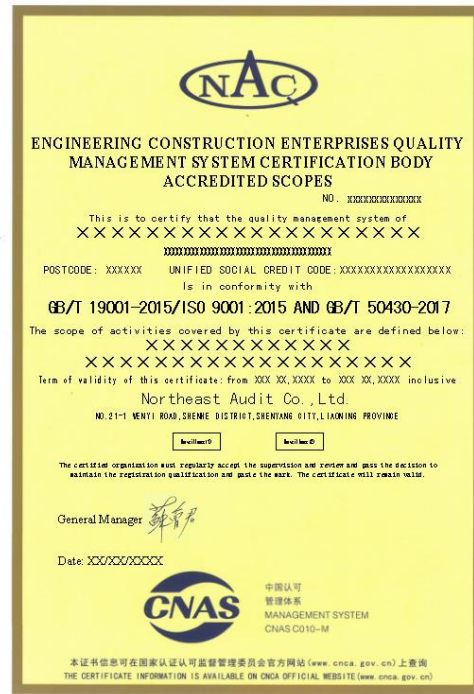 NAC
ENGINEERING CONSTRUCTION ENTERPRISES QUALITY
MANAGEMENT SYSTEM CERTIFICATION BODY
ACCREDITED SCOPES
NO. XXXXXXXXXXXXXX
This is to certify that the quality management system of
XXXXXXXXXXXXXXXXXXXX
POSTCODE: XXXXXX UNIFIED SOCIAL CREDIT CODE:XXXXXXXXXXXXXXXXXX
Is in conformity with
GB/T 19001-2015/ISO 9001:2015 AND GB/T 50430-2017
The scope of activities covered by this certificate are defined below:
XXXXXXXXXXXX
XXXXXXXXXXXXXXXXXXX
Term of validity of this certificate: from XXX XX,XXXX to XXX XX,XXXX inclusive
Northeast Audit Co.,Ltd.
NO.21-1 WENYI ROAD,SHENHE DISTRICT,SHENYANG CITY,LIAONING PROVINCE
The certified organization must regularly accept the supervision and review and pass the decision to
maintain the registration qualification and paste the mark. The certificate will remain valid.
General Manager
Date: XX/XX/XXXX
CNAS
中国认可
管理体系
MANAGEMENT SYSTEM
CNAS C010-M
本证书信息可在国家认证认可监督管理委员会官方网站(www.cnca.gov.cn)上查询
THE CERTIFICATE INFORMATION IS AVAILABLE ON CNCA OFFICIAL WEBSITE(www.cnca.gov.cn)